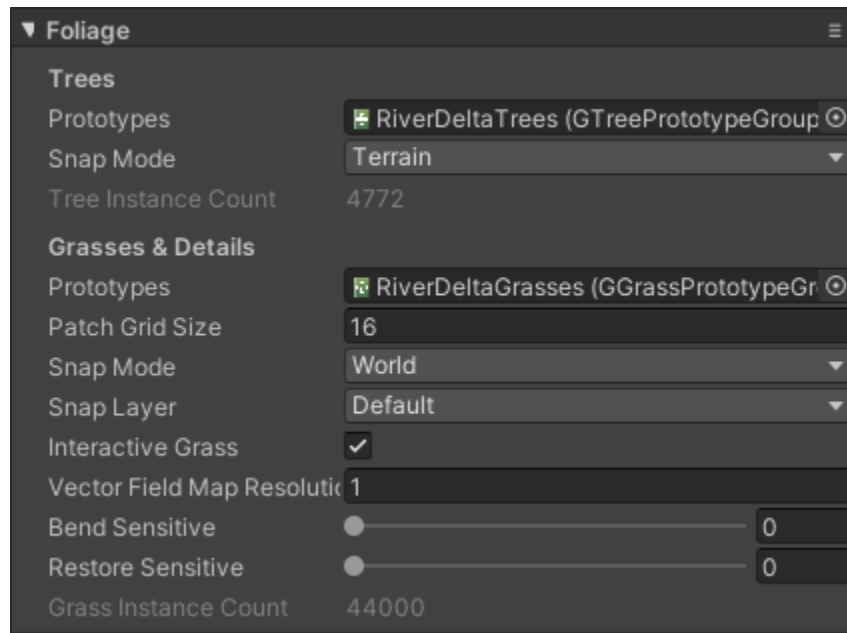 Foliage
Trees
Prototypes RiverDeltaTrees (GTreePrototypeGroup
Snap Mode Terrain
Tree Instance Count 4772
Grasses & Details
Prototypes RiverDeltaGrasses (GGrassPrototypeGr
Patch Grid Size 16
Snap Mode World
Snap Layer Default
Interactive Grass
Vector Field Map Resoluti 1
Bend Sensitive 0
Restore Sensitive 0
Grass Instance Count 44000